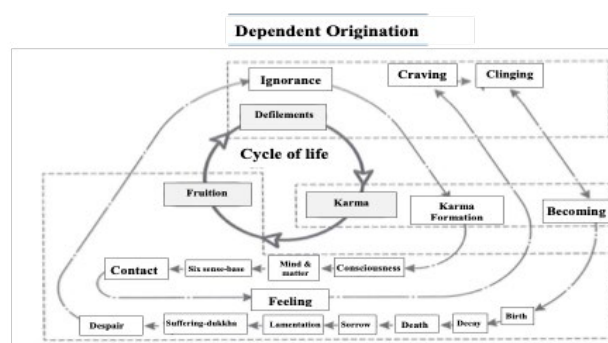 Dependent Origination
Ignorance
Craving
Clinging
Defilements
Cycle of life
Fruition
Karma
Karma
Formation
Becoming
Contact
Six sense-base
Mind &
matter
Consciousness
Feeling
Despair
Suffering-dukkha
Lamentation
Sorrow
Death
Decay
Birth